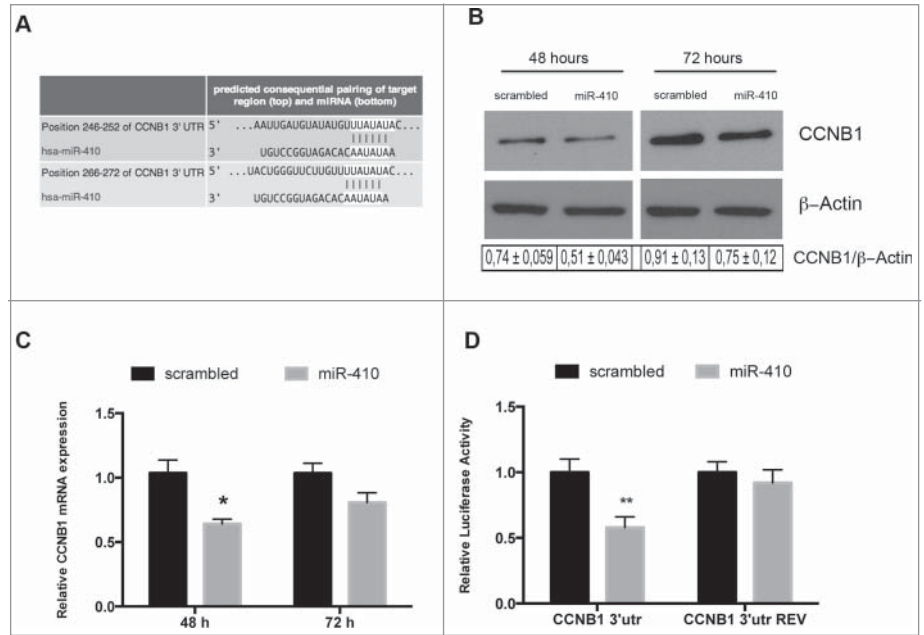 A
predicted consequential pairing of target
region (top) and miRNA (bottom)
Position 246-252 of CCNB1 3' UTR 5' ...AAUUGAUGUAUAUGUUUAUAUAC...
hsa-miR-410 3' UGUCCGGUAGACACAAUAUAA
Position 266-272 of CCNB1 3' UTR 5' ...UACUGGGUUCUUGUUUUAUAUAC...
hsa-miR-410 3' UGUCCGGUAGACACAAUAUAA
B
48 hours 72 hours
scrambled miR-410 scrambled miR-410
CCNB1
β–Actin
0,74 ± 0,059 0,51 ± 0,043 0,91 ± 0,13 0,75 ± 0,12 CCNB1/β–Actin
C
scrambled miR-410
Relative CCNB1 mRNA expression
1.5
1.0
0.5
0.0
*
48 h 72 h
D
scrambled miR-410
Relative Luciferase Activity
1.5
1.0
0.5
0.0
**
CCNB1 3'utr CCNB1 3'utr REV